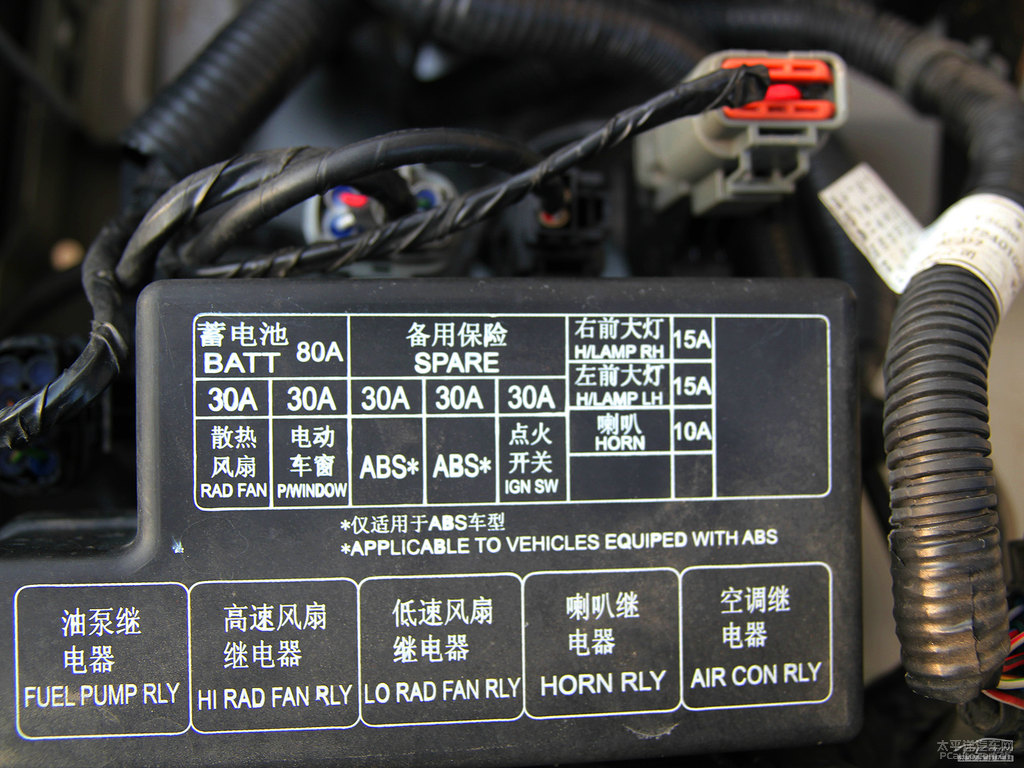 蓄电池
BATT 80A
备用保险
SPARE
右前大灯
H/LAMP RH 15A
左前大灯
H/LAMP LH 15A
喇叭
HORN 10A
30A 30A 30A 30A 30A
散热
风扇
RAD FAN
电动
车窗
P/WINDOW
ABS*
ABS*
点火
开关
IGN SW
*仅适用于ABS车型
*APPLICABLE TO VEHICLES EQUIPED WITH ABS
油泵继
电器
FUEL PUMP RLY
高速风扇
继电器
HI RAD FAN RLY
低速风扇
继电器
LO RAD FAN RLY
喇叭继
电器
HORN RLY
空调继
电器
AIR CON RLY
太平洋汽车网
PCauto.com.cn